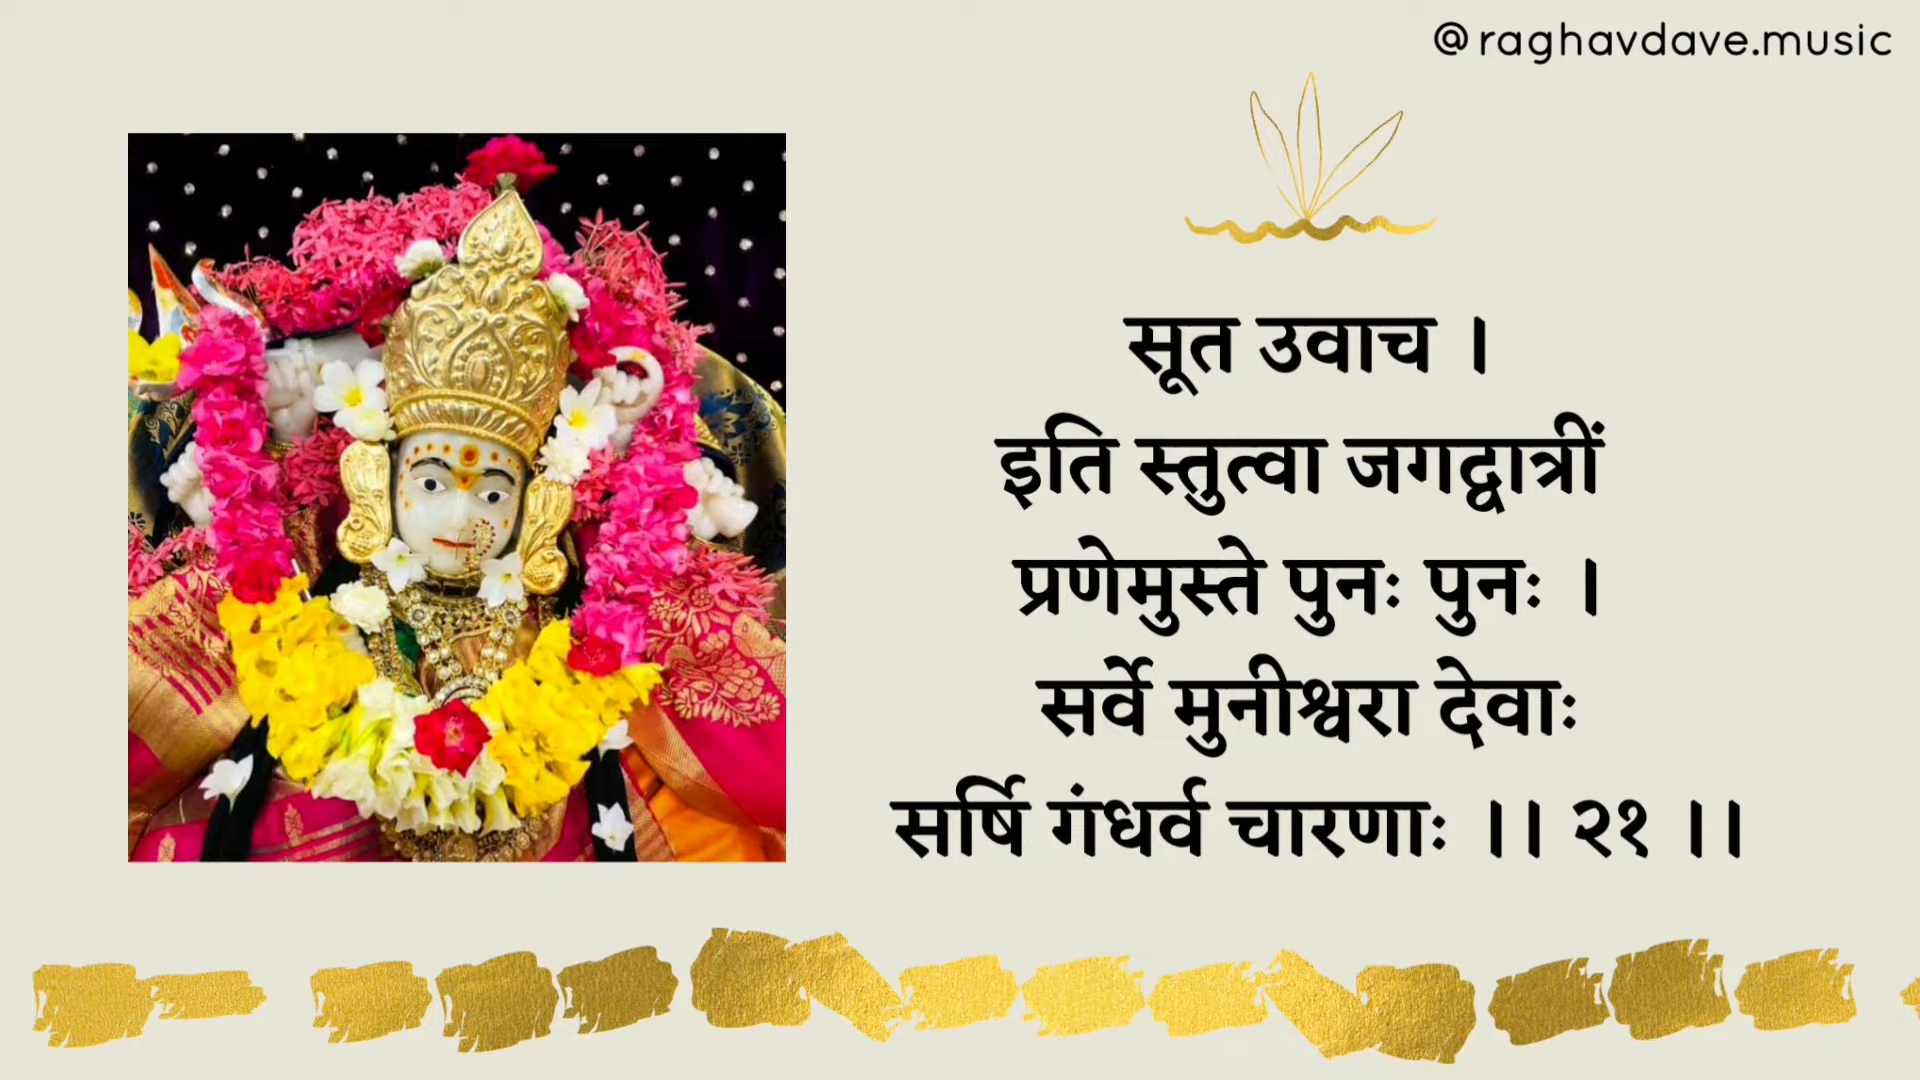 @raghavdave.music
सूत उवाच ।
इति स्तुत्वा जगद्वात्रीं
प्रणेमुस्ते पुनः पुनः ।
सर्वे मुनीश्वरा देवाः
सर्षि गंधर्व चारणाः ।। २१ ।।